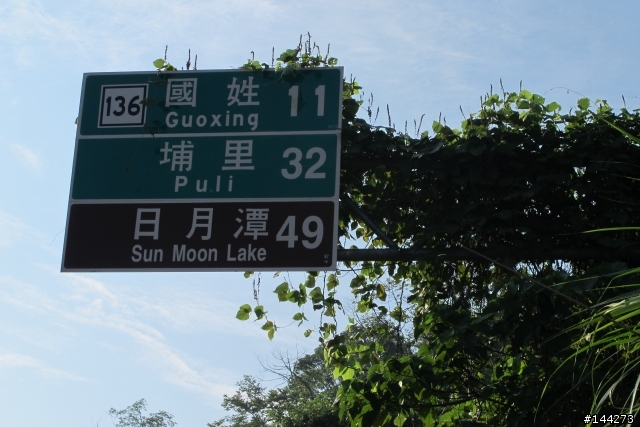 136 國姓 11
Guoxing
埔里 32
Puli
日月潭 49
Sun Moon Lake
#144273